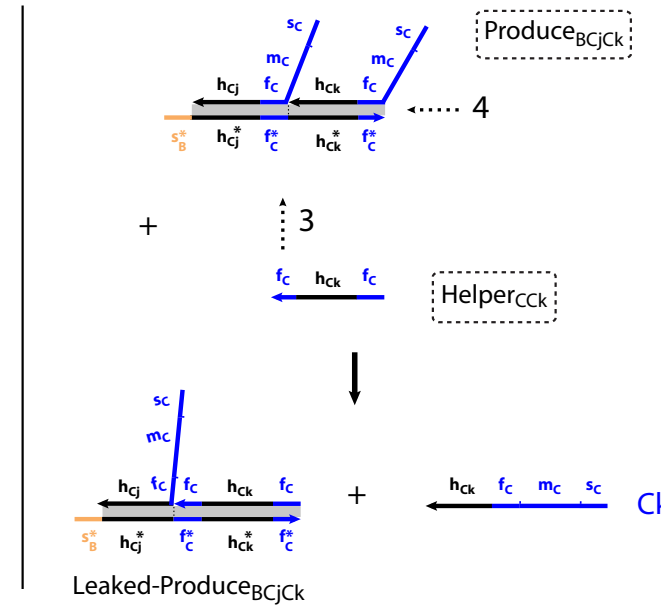 s_C
s_C
Produce_BCjCk
m_C
m_C
h_Cj f_C h_Ck f_C
4
s*_B h*_Cj f*_C h*_Ck f*_C
+
3
f_C h_Ck f_C
Helper_CCk
s_C
m_C
h_Cj f_C f_C h_Ck f_C
+
h_Ck f_C m_C s_C
Ck
s*_B h*_Cj f*_C h*_Ck f*_C
Leaked-Produce_BCjCk